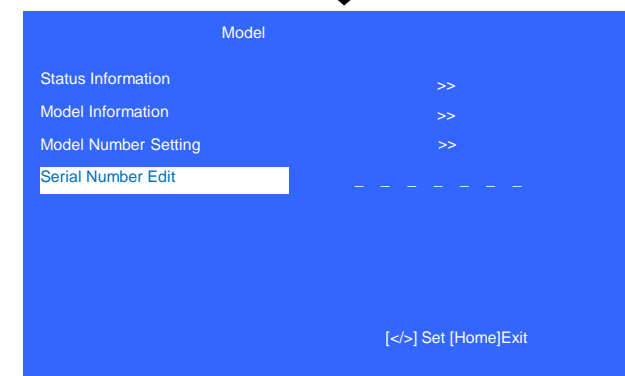 Model
Status Information >>
Model Information >>
Model Number Setting >>
Serial Number Edit _ _ _ _ _ _ _
[</>] Set [Home]Exit